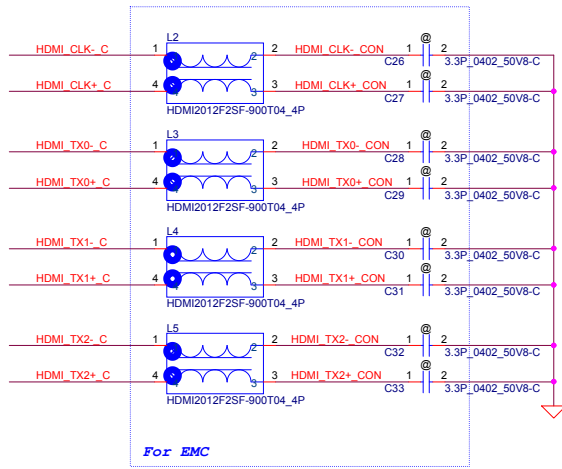 L2
@
HDMI_CLK-_C 1 2 2 HDMI_CLK-_CON 1 2
C26 3.3P_0402_50V8-C
@
HDMI_CLK+_C 4 3 3 HDMI_CLK+_CON 1 2
C27 3.3P_0402_50V8-C
HDMI2012F2SF-900T04_4P
L3
@
HDMI_TX0-_C 1 2 2 HDMI_TX0-_CON 1 2
C28 3.3P_0402_50V8-C
@
HDMI_TX0+_C 4 3 3 HDMI_TX0+_CON 1 2
C29 3.3P_0402_50V8-C
HDMI2012F2SF-900T04_4P
L4
@
HDMI_TX1-_C 1 2 2 HDMI_TX1-_CON 1 2
C30 3.3P_0402_50V8-C
@
HDMI_TX1+_C 4 3 3 HDMI_TX1+_CON 1 2
C31 3.3P_0402_50V8-C
HDMI2012F2SF-900T04_4P
L5
@
HDMI_TX2-_C 1 2 2 HDMI_TX2-_CON 1 2
C32 3.3P_0402_50V8-C
@
HDMI_TX2+_C 4 3 3 HDMI_TX2+_CON 1 2
C33 3.3P_0402_50V8-C
HDMI2012F2SF-900T04_4P
For EMC